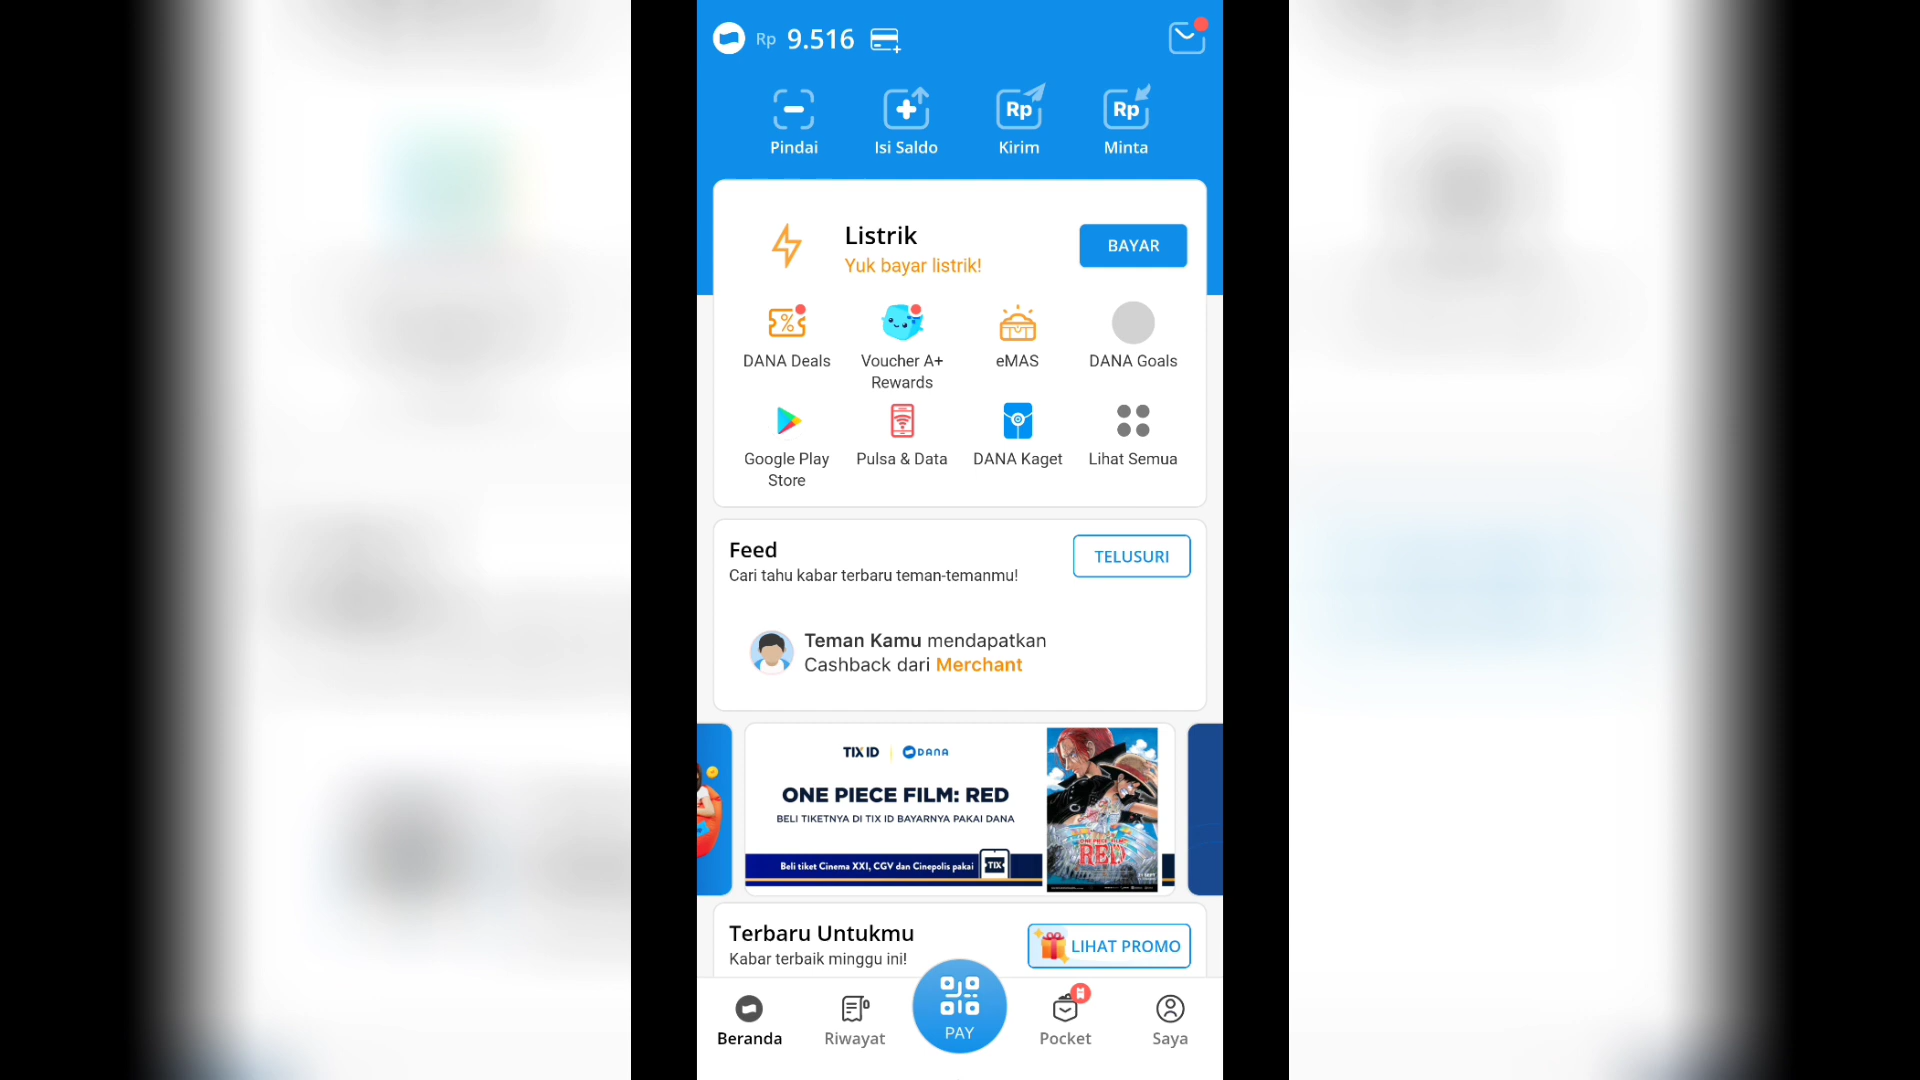 Rp 9.516
Pindai
Isi Saldo
Rp
Kirim
Rp
Minta
Listrik
Yuk bayar listrik!
BAYAR
%
DANA Deals
Voucher A+
Rewards
eMAS
DANA Goals
Google Play
Store
Pulsa & Data
DANA Kaget
Lihat Semua
Feed
Cari tahu kabar terbaru teman-temanmu!
TELUSURI
Teman Kamu mendapatkan
Cashback dari Merchant
TIX ID DANA
ONE PIECE FILM: RED
BELI TIKETNYA DI TIX ID BAYARNYA PAKAI DANA
Beli tiket Cinema XXI, CGV dan Cinepolis pakai TIX
RED
Terbaru Untukmu
Kabar terbaik minggu ini!
LIHAT PROMO
Beranda
Riwayat
PAY
Pocket
Saya